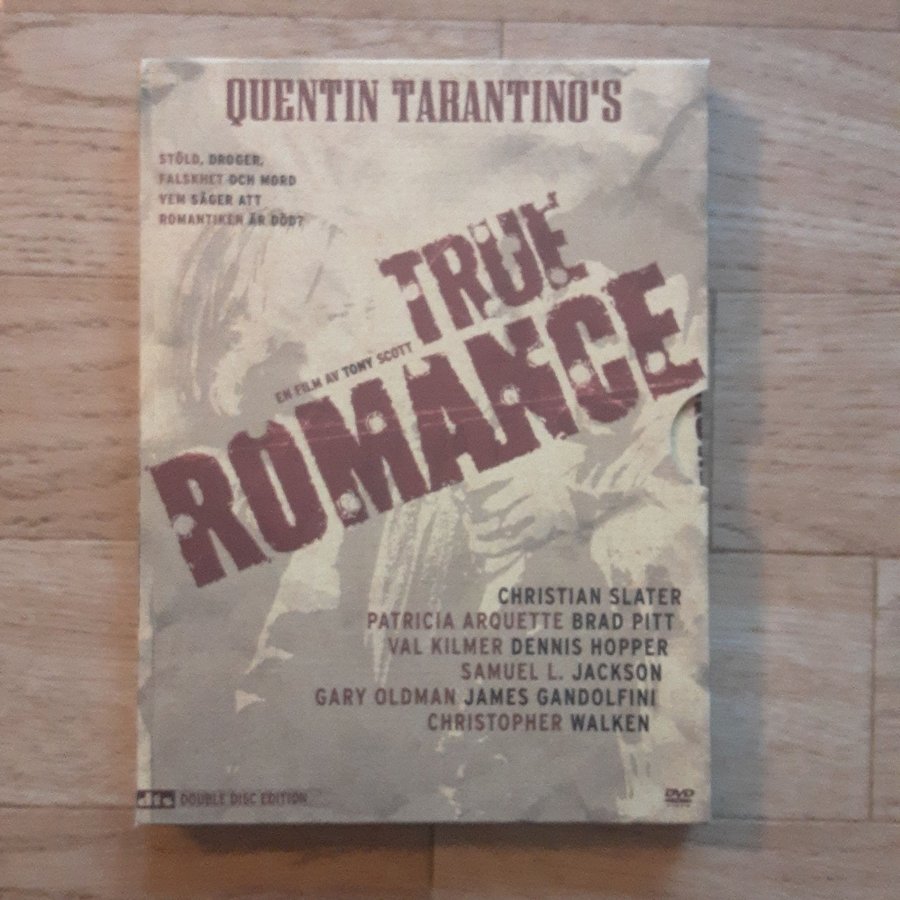 QUENTIN TARANTINO'S
STÖLD, DROGER,
FALSKHET OCH MORD
VEM SÄGER ATT
ROMANTIKEN ÄR DÖD?
TRUE
EN FILM AV TONY SCOTT
ROMANCE
CHRISTIAN SLATER
PATRICIA ARQUETTE BRAD PITT
VAL KILMER DENNIS HOPPER
SAMUEL L. JACKSON
GARY OLDMAN JAMES GANDOLFINI
CHRISTOPHER WALKEN
dts DOUBLE DISC EDITION
DVD